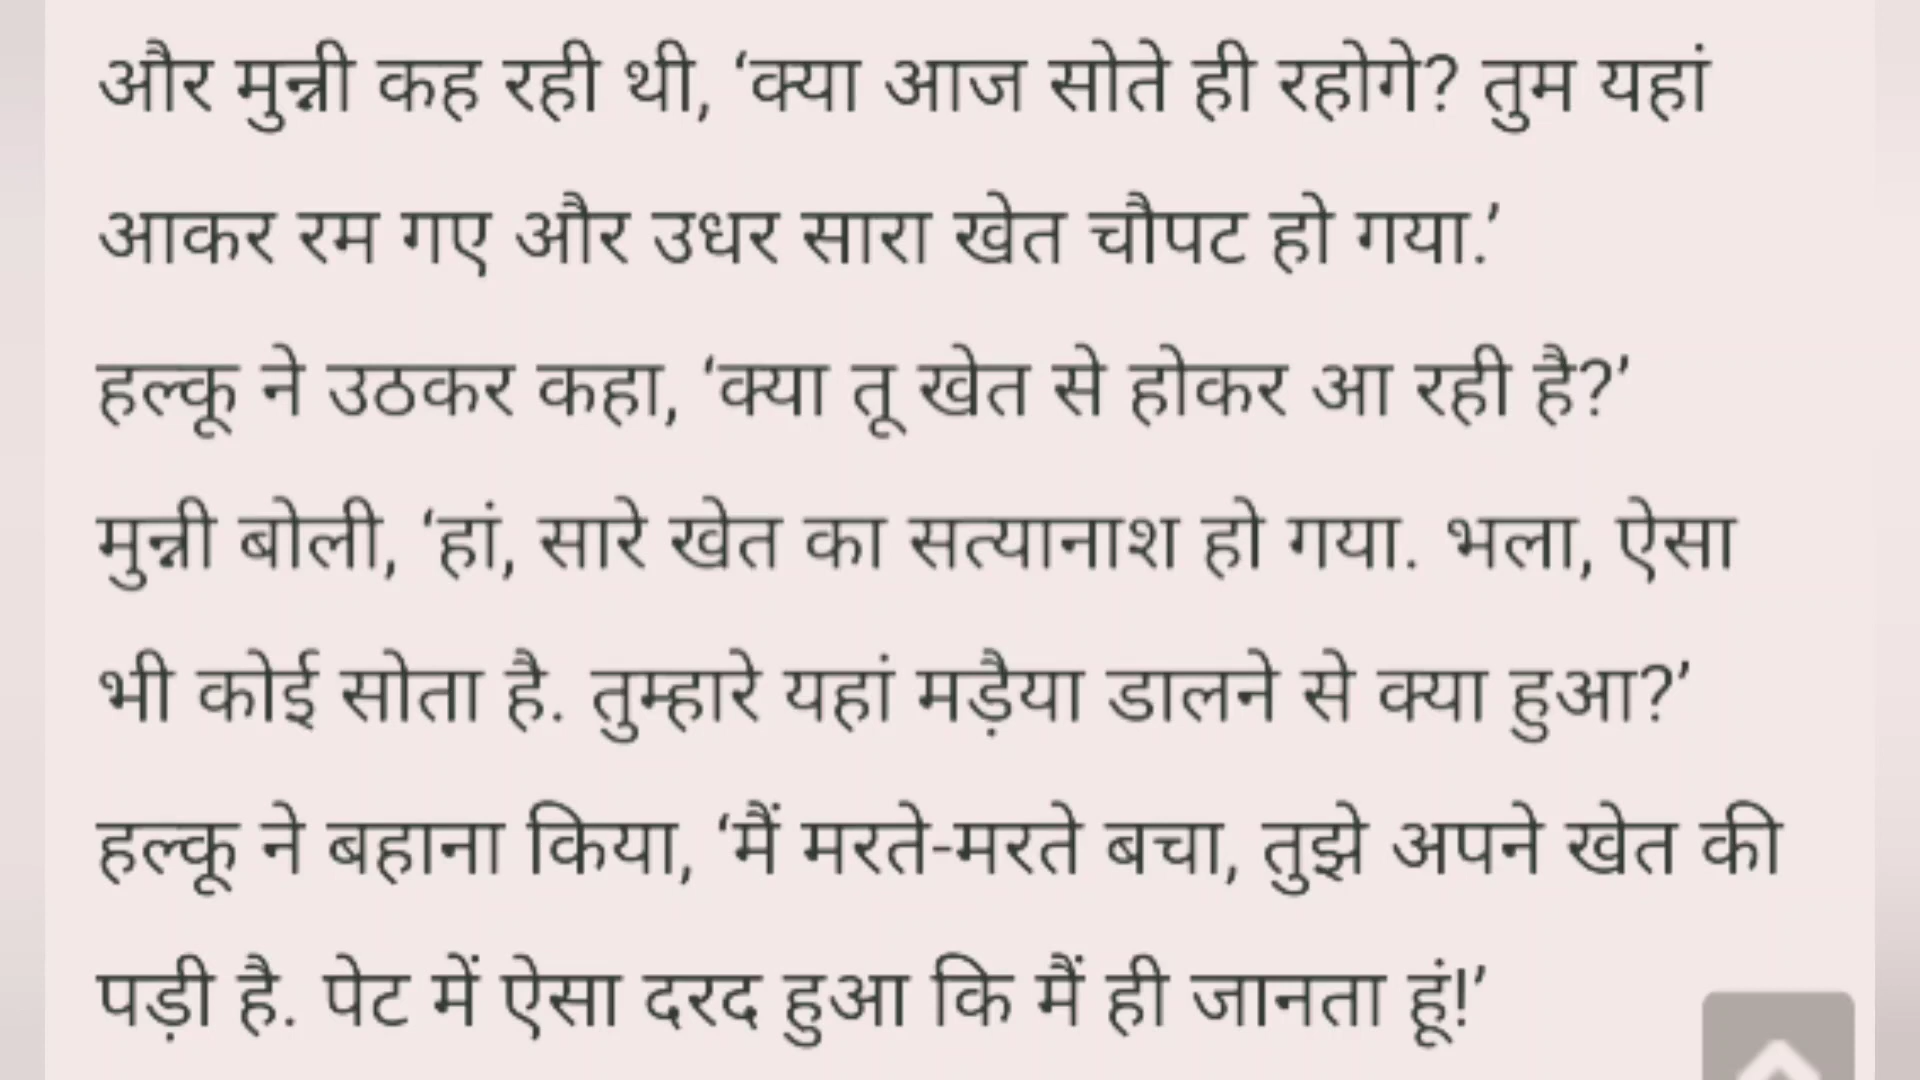 और मुन्नी कह रही थी, ‘क्या आज सोते ही रहोगे? तुम यहां
आकर रम गए और उधर सारा खेत चौपट हो गया.’
हल्कू ने उठकर कहा, ‘क्या तू खेत से होकर आ रही है?’
मुन्नी बोली, ‘हां, सारे खेत का सत्यानाश हो गया. भला, ऐसा
भी कोई सोता है. तुम्हारे यहां मड़ैया डालने से क्या हुआ?’
हल्कू ने बहाना किया, ‘मैं मरते-मरते बचा, तुझे अपने खेत की
पड़ी है. पेट में ऐसा दरद हुआ कि मैं ही जानता हूं!’